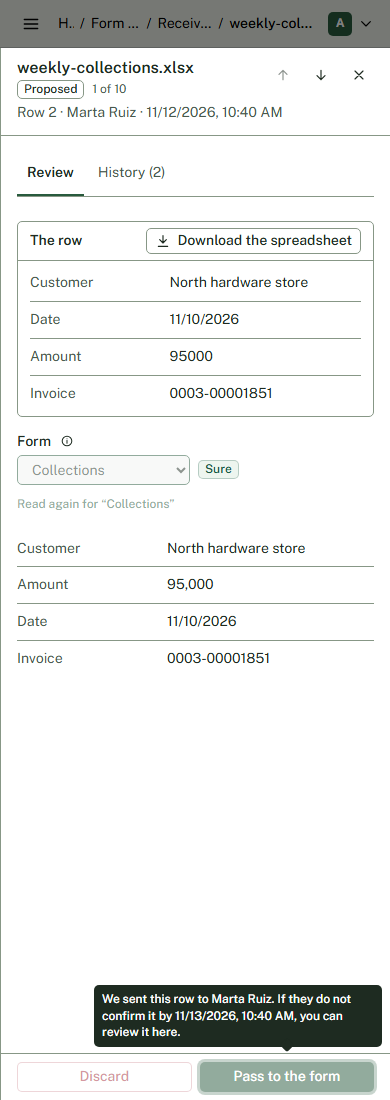 H.. / Form ... / Receiv... / weekly-col... A
weekly-collections.xlsx
Proposed 1 of 10
Row 2 · Marta Ruiz · 11/12/2026, 10:40 AM
Review History (2)
The row Download the spreadsheet
Customer North hardware store
Date 11/10/2026
Amount 95000
Invoice 0003-00001851
Form
Collections Sure
Read again for “Collections”
Customer North hardware store
Amount 95,000
Date 11/10/2026
Invoice 0003-00001851
We sent this row to Marta Ruiz. If they do not
confirm it by 11/13/2026, 10:40 AM, you can
review it here.
Discard Pass to the form